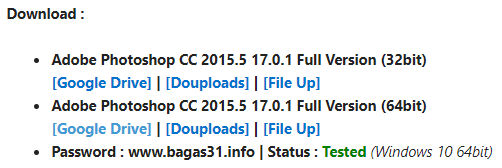 Download :
• Adobe Photoshop CC 2015.5 17.0.1 Full Version (32bit)
[Google Drive] | [Douploads] | [File Up]
• Adobe Photoshop CC 2015.5 17.0.1 Full Version (64bit)
[Google Drive] | [Douploads] | [File Up]
• Password : www.bagas31.info | Status : Tested (Windows 10 64bit)